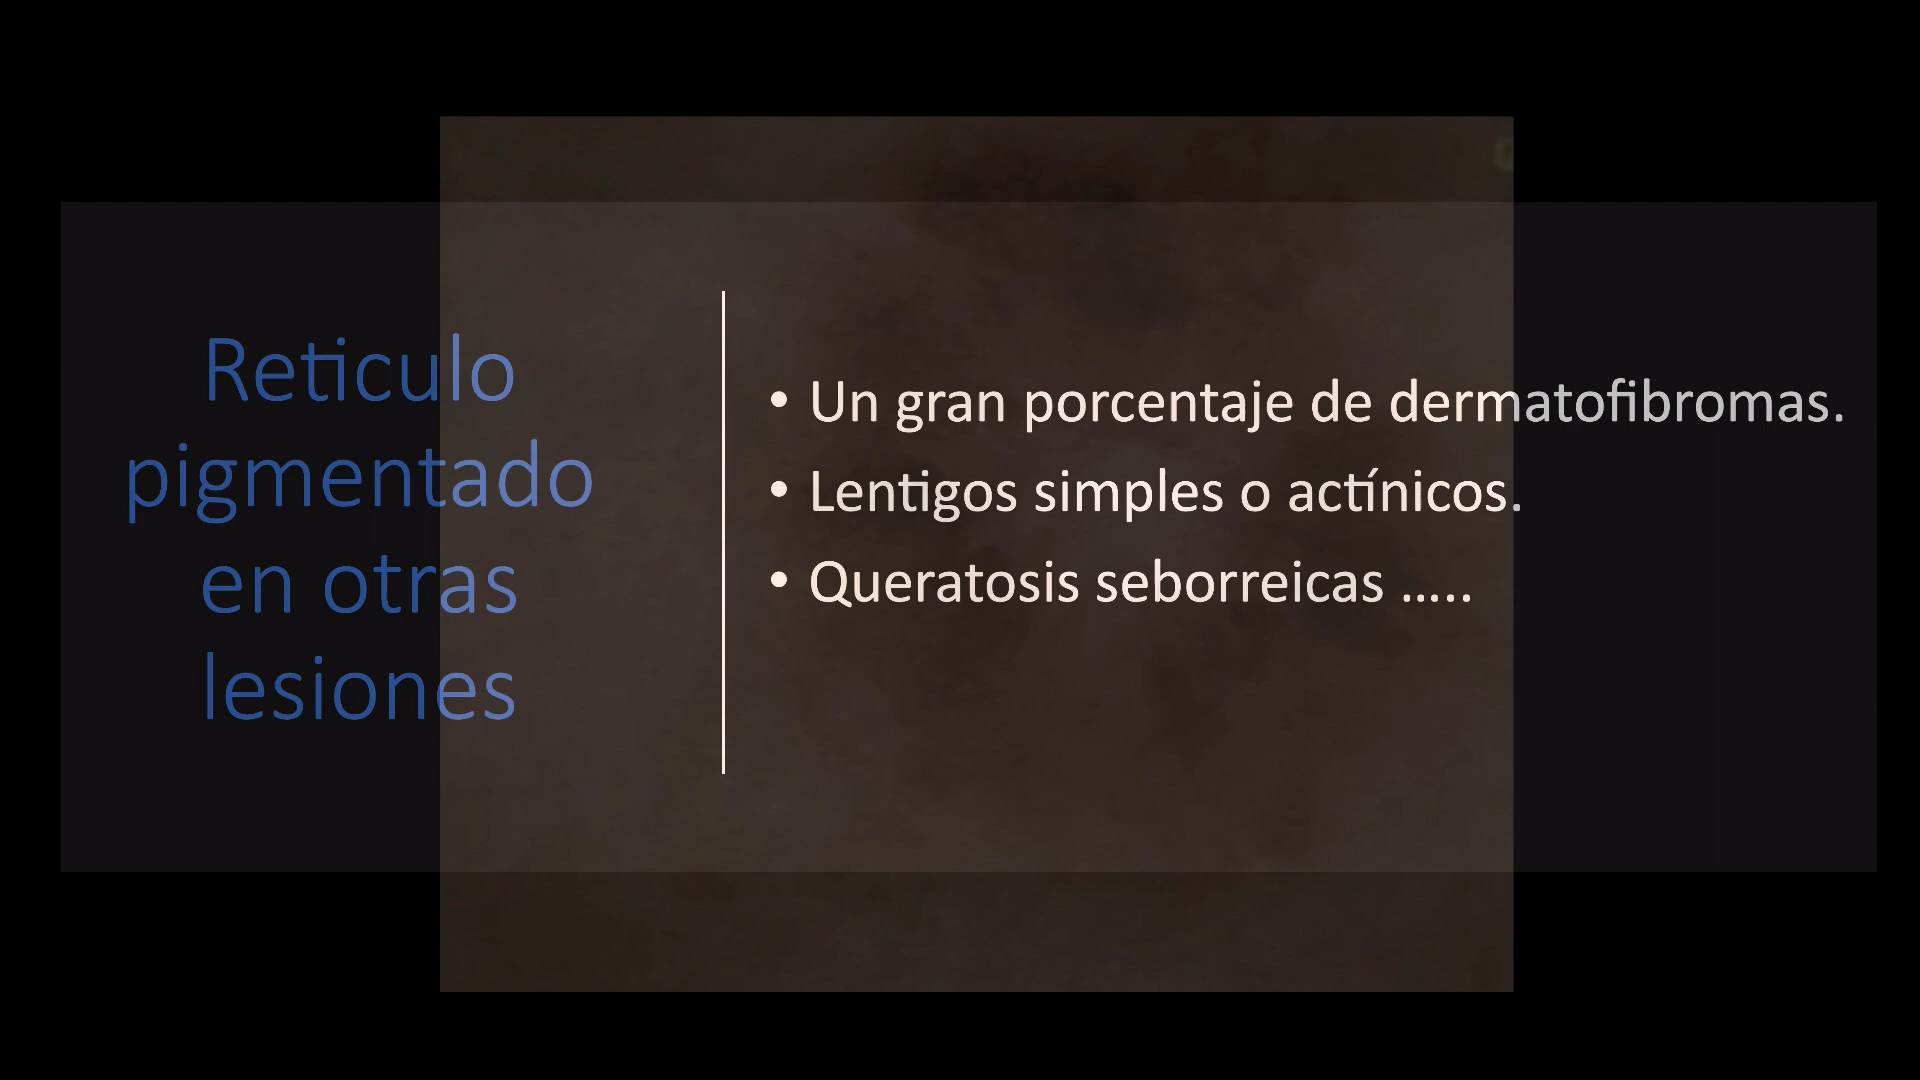 Reticulo
pigmentado
en otras
lesiones
• Un gran porcentaje de dermatofibromas.
• Lentigos simples o actínicos.
• Queratosis seborreicas .....